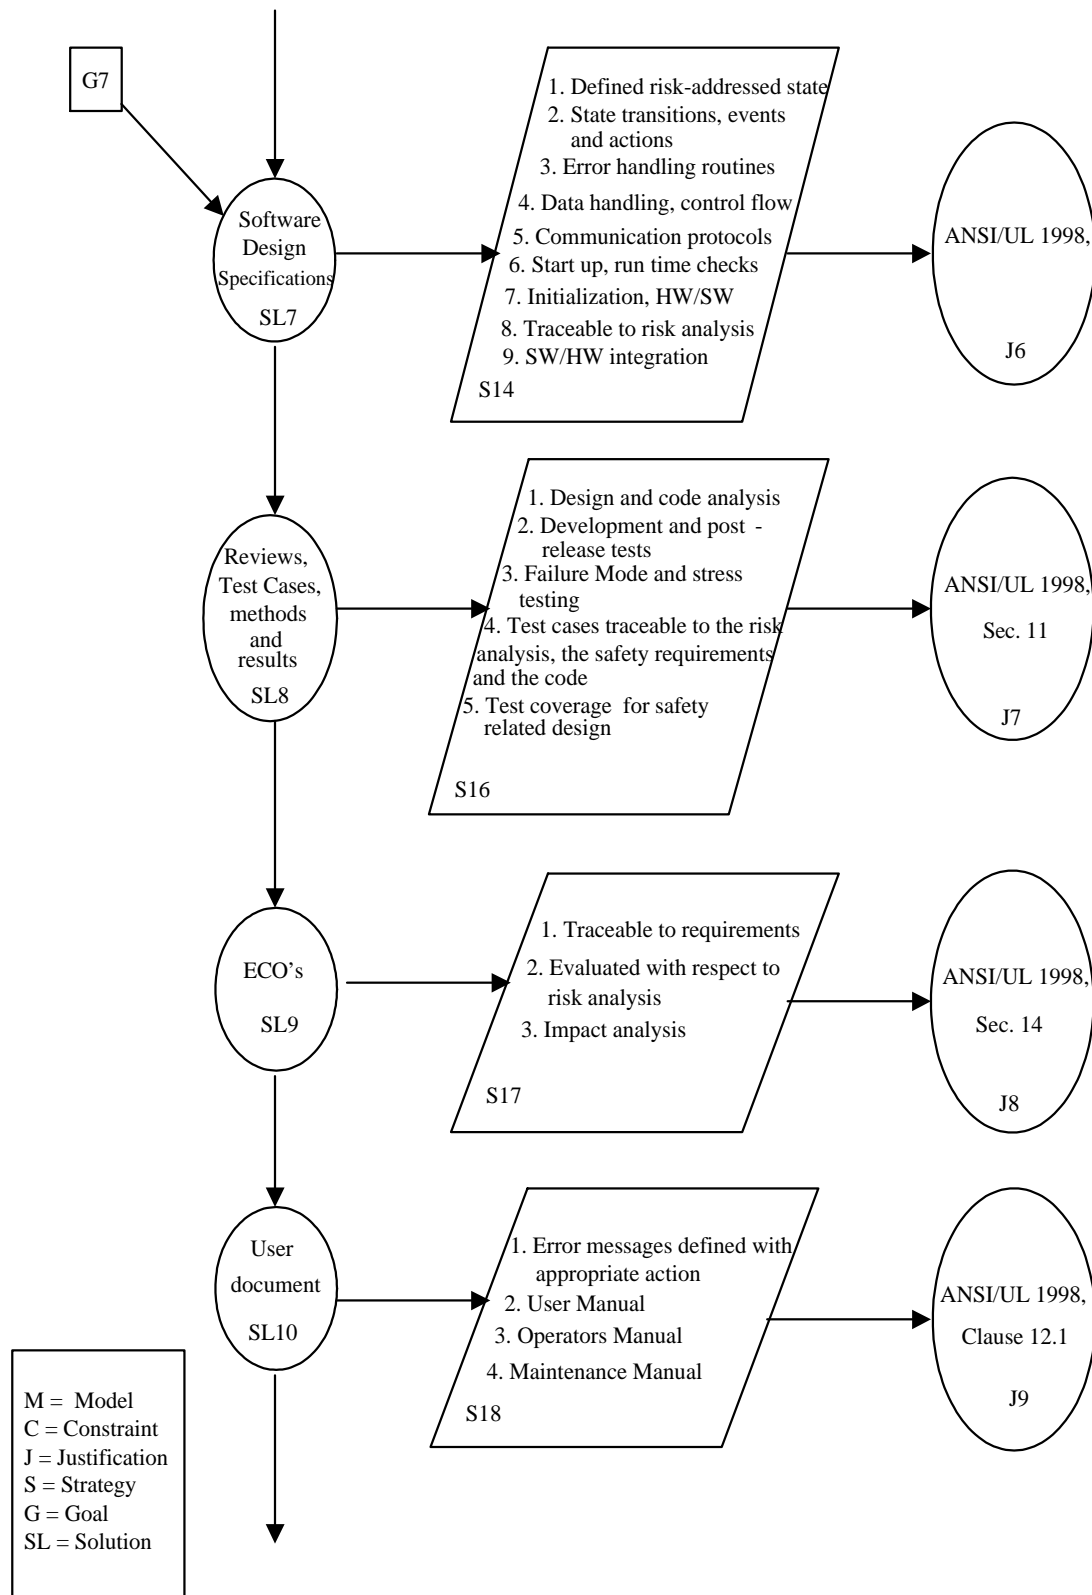 G7
Software
Design
Specifications
SL7
1. Defined risk-addressed state
2. State transitions, events
and actions
3. Error handling routines
4. Data handling, control flow
5. Communication protocols
6. Start up, run time checks
7. Initialization, HW/SW
8. Traceable to risk analysis
9. SW/HW integration
S14
ANSI/UL 1998,
J6
Reviews,
Test Cases,
methods
and
results
SL8
1. Design and code analysis
2. Development and post -
release tests
3. Failure Mode and stress
testing
4. Test cases traceable to the risk
analysis, the safety requirements
and the code
5. Test coverage for safety
related design
S16
ANSI/UL 1998,
Sec. 11
J7
ECO's
SL9
1. Traceable to requirements
2. Evaluated with respect to
risk analysis
3. Impact analysis
S17
ANSI/UL 1998,
Sec. 14
J8
User
document
SL10
1. Error messages defined with
appropriate action
2. User Manual
3. Operators Manual
4. Maintenance Manual
S18
ANSI/UL 1998,
Clause 12.1
J9
M = Model
C = Constraint
J = Justification
S = Strategy
G = Goal
SL = Solution